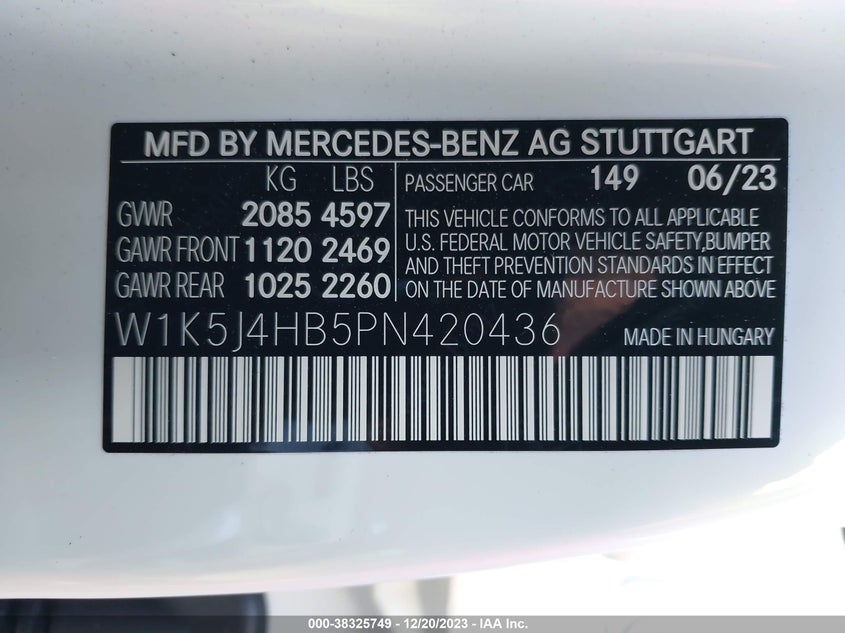 MFD BY MERCEDES-BENZ AG STUTTGART
KG LBS
GVWR 2085 4597
GAWR FRONT 1120 2469
GAWR REAR 1025 2260
PASSENGER CAR 149 06/23
THIS VEHICLE CONFORMS TO ALL APPLICABLE
U.S. FEDERAL MOTOR VEHICLE SAFETY,BUMPER
AND THEFT PREVENTION STANDARDS IN EFFECT
ON THE DATE OF MANUFACTURE SHOWN ABOVE
W1K5J4HB5PN420436 MADE IN HUNGARY
000-38325749 - 12/20/2023 - IAA Inc.